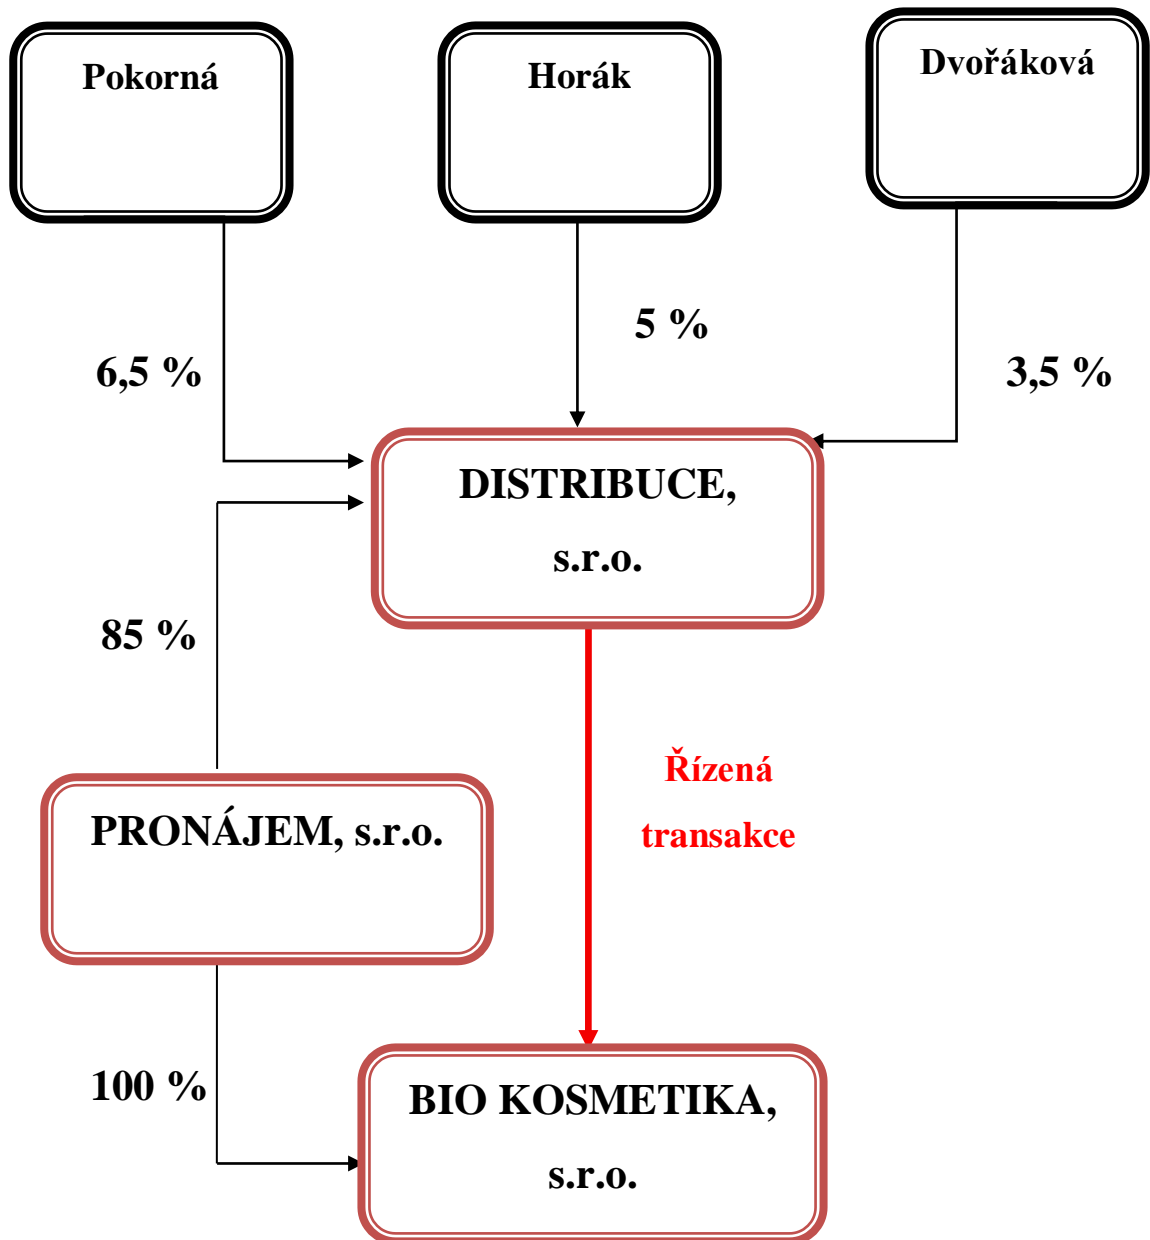 Pokorná
Horák
Dvořáková
5 %
6,5 %
3,5 %
DISTRIBUCE,
s.r.o.
85 %
Řízená
transakce
PRONÁJEM, s.r.o.
100 %
BIO KOSMETIKA,
s.r.o.